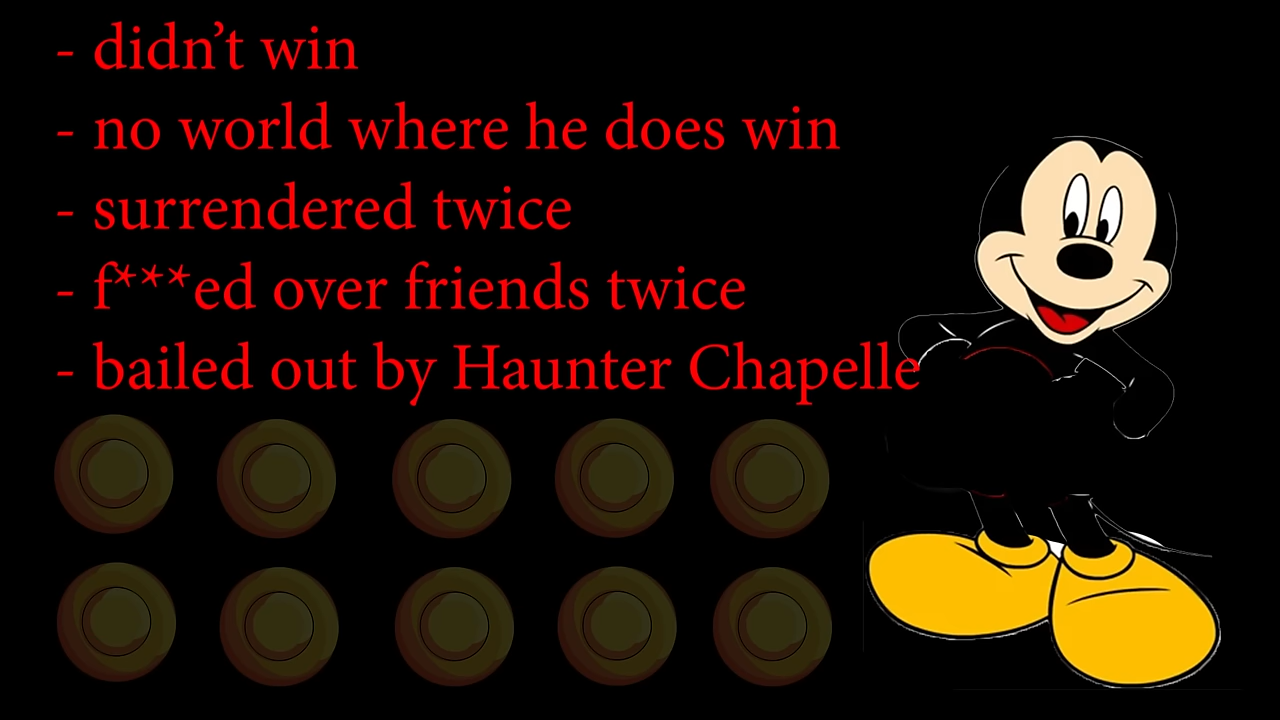 - didn’t win
- no world where he does win
- surrendered twice
- f***ed over friends twice
- bailed out by Haunter Chapelle